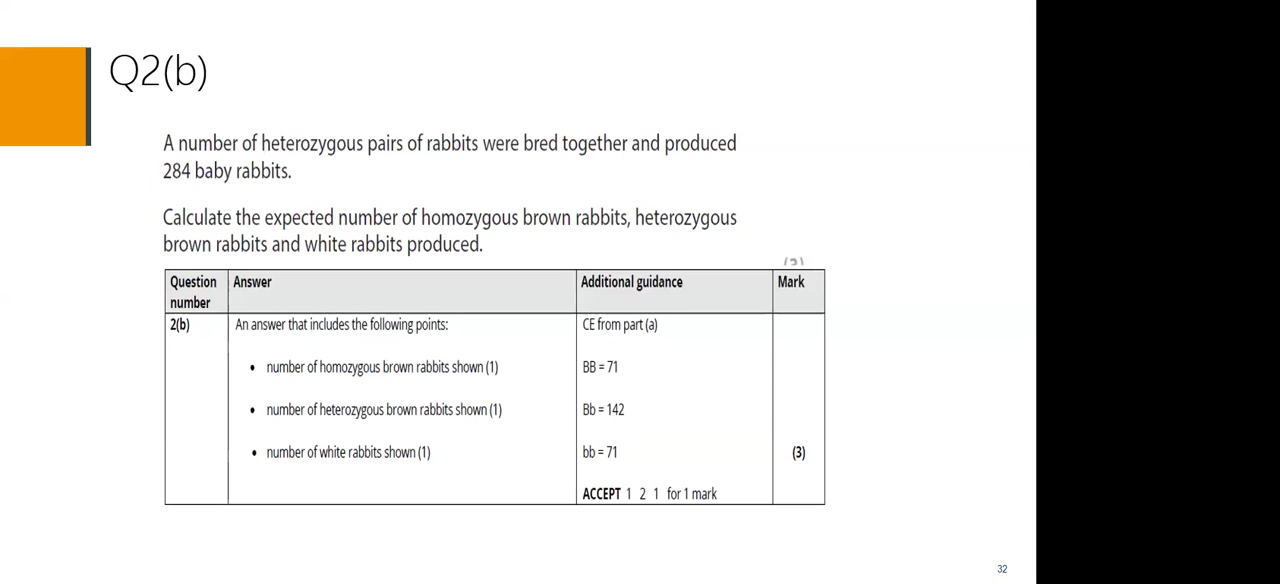 Q2(b)
A number of heterozygous pairs of rabbits were bred together and produced
284 baby rabbits.
Calculate the expected number of homozygous brown rabbits, heterozygous
brown rabbits and white rabbits produced.
Question number	Answer	Additional guidance	Mark
2(b)	An answer that includes the following points:	CE from part (a)
• number of homozygous brown rabbits shown (1)	BB = 71
• number of heterozygous brown rabbits shown (1)	Bb = 142
• number of white rabbits shown (1)	bb = 71	(3)
ACCEPT 1 2 1 for 1 mark
32